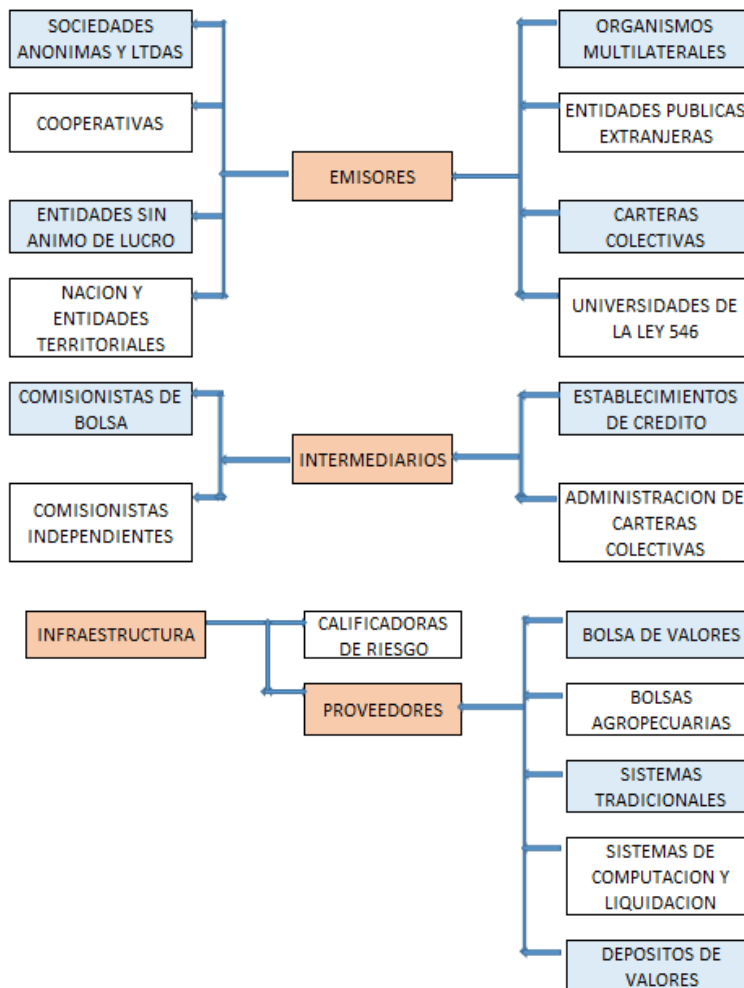 SOCIEDADES
ANONIMAS Y LTDAS
COOPERATIVAS
ENTIDADES SIN
ANIMO DE LUCRO
NACION Y
ENTIDADES
TERRITORIALES
EMISORES
ORGANISMOS
MULTILATERALES
ENTIDADES PUBLICAS
EXTRANJERAS
CARTERAS
COLECTIVAS
UNIVERSIDADES DE
LA LEY 546
COMISIONISTAS DE
BOLSA
COMISIONISTAS
INDEPENDIENTES
INTERMEDIARIOS
ESTABLECIMIENTOS
DE CREDITO
ADMINISTRACION DE
CARTERAS
COLECTIVAS
INFRAESTRUCTURA
CALIFICADORAS
DE RIESGO
PROVEEDORES
BOLSA DE VALORES
BOLSAS
AGROPECUARIAS
SISTEMAS
TRADICIONALES
SISTEMAS DE
COMPUTACION Y
LIQUIDACION
DEPOSITOS DE
VALORES